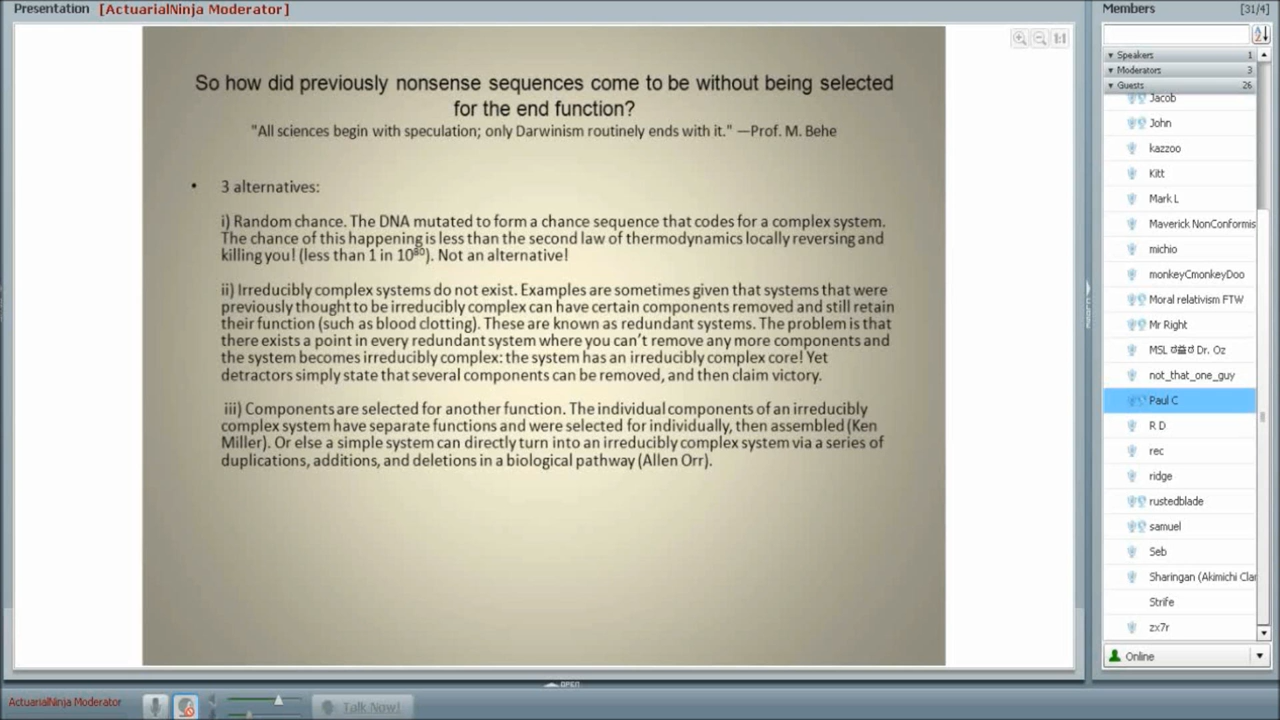 Presentation [ActuarialNinja Moderator]
So how did previously nonsense sequences come to be without being selected
for the end function?
"All sciences begin with speculation; only Darwinism routinely ends with it." —Prof. M. Behe
• 3 alternatives:
i) Random chance. The DNA mutated to form a chance sequence that codes for a complex system.
The chance of this happening is less than the second law of thermodynamics locally reversing and
killing you! (less than 1 in 10⁸⁰). Not an alternative!
ii) Irreducibly complex systems do not exist. Examples are sometimes given that systems that were
previously thought to be irreducibly complex can have certain components removed and still retain
their function (such as blood clotting). These are known as redundant systems. The problem is that
there exists a point in every redundant system where you can't remove any more components and
the system becomes irreducibly complex: the system has an irreducibly complex core! Yet
detractors simply state that several components can be removed, and then claim victory.
iii) Components are selected for another function. The individual components of an irreducibly
complex system have separate functions and were selected for individually, then assembled (Ken
Miller). Or else a simple system can directly turn into an irreducibly complex system via a series of
duplications, additions, and deletions in a biological pathway (Allen Orr).
Members [31/4]
Speakers 1
Moderators 3
Guests 26
Jacob
John
kazzoo
Kitt
Mark L
Maverick NonConformis
michio
monkeyCmonkeyDoo
Moral relativism FTW
Mr Right
MSL Dr. Oz
not_that_one_guy
Paul C
R D
rec
ridge
rustedblade
samuel
Seb
Sharingan (Akimichi Clan
Strife
zx7r
Online
OPEN
ActuarialNinja Moderator
Talk Now!